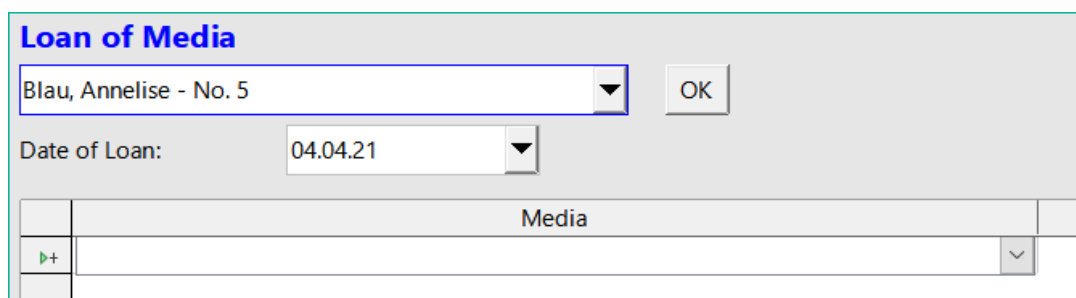 Loan of Media
Blau, Annelise - No. 5 OK
Date of Loan: 04.04.21
Media